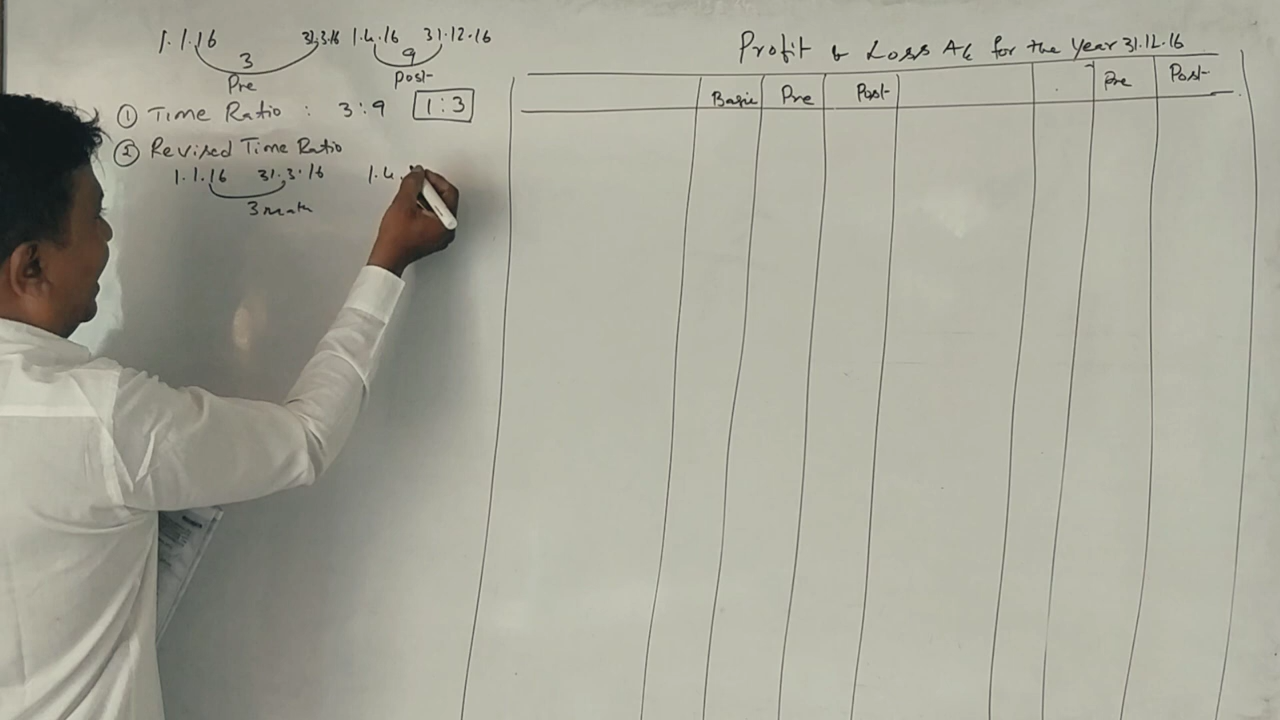 1.1.16 31.3.16 1.4.16 31.12.16
3 9
Pre Post
① Time Ratio : 3:9 1:3
② Revised Time Ratio
1.1.16 31.3.16 1.4.
3 month
Profit & Loss A/c for the Year 31.12.16
Basic Pre Post Pre Post